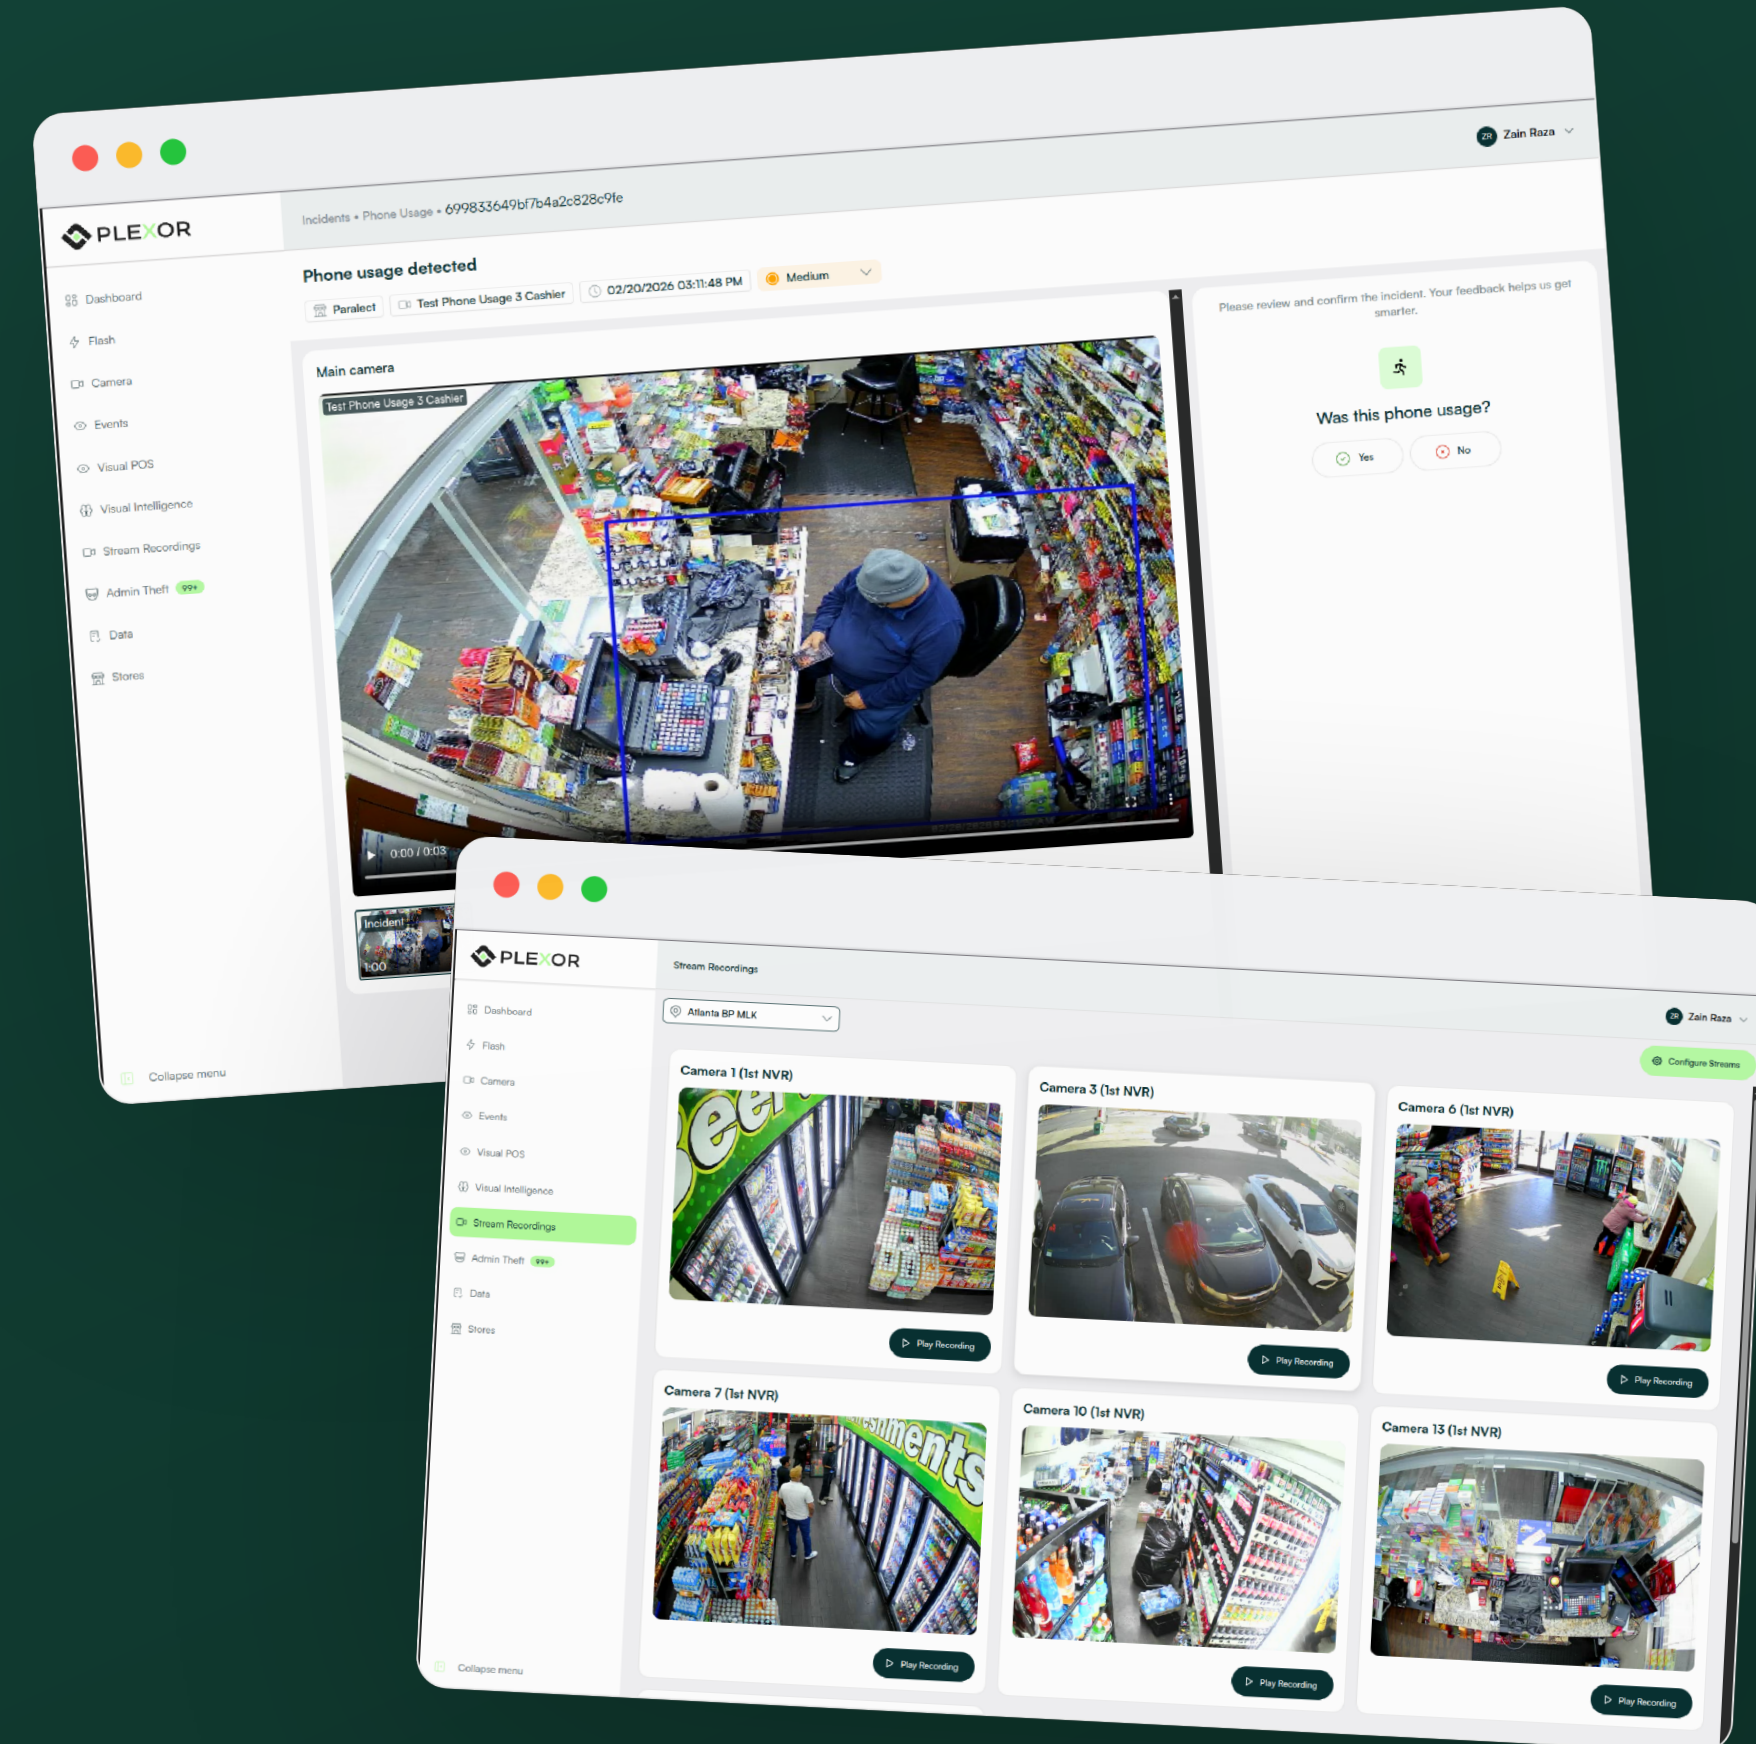 Zain Raza
ZR
PLEXOR
Incidents • Phone Usage • 699833649bf7b4a2c828c9fe
Dashboard
Flash
Camera
Events
Visual POS
Visual Intelligence
Stream Recordings
Admin Theft 99+
Data
Stores
Collapse menu
Phone usage detected
Paralect
Test Phone Usage 3 Cashier
02/20/2026 03:11:48 PM
Medium
Main camera
Test Phone Usage 3 Cashier
0:00 / 0:03
Incident
1:00
Please review and confirm the incident. Your feedback helps us get
smarter.
Was this phone usage?
Yes
No
PLEXOR
Stream Recordings
ZR
Zain Raza
Dashboard
Flash
Camera
Events
Visual POS
Visual Intelligence
Stream Recordings
Admin Theft 99+
Data
Stores
Collapse menu
Atlanta BP MLK
Configure Streams
Camera 1 (1st NVR)
eer
Play Recording
Camera 3 (1st NVR)
Play Recording
Camera 6 (1st NVR)
Play Recording
Camera 7 (1st NVR)
eshments
Play Recording
Camera 10 (1st NVR)
Play Recording
Camera 13 (1st NVR)
Play Recording